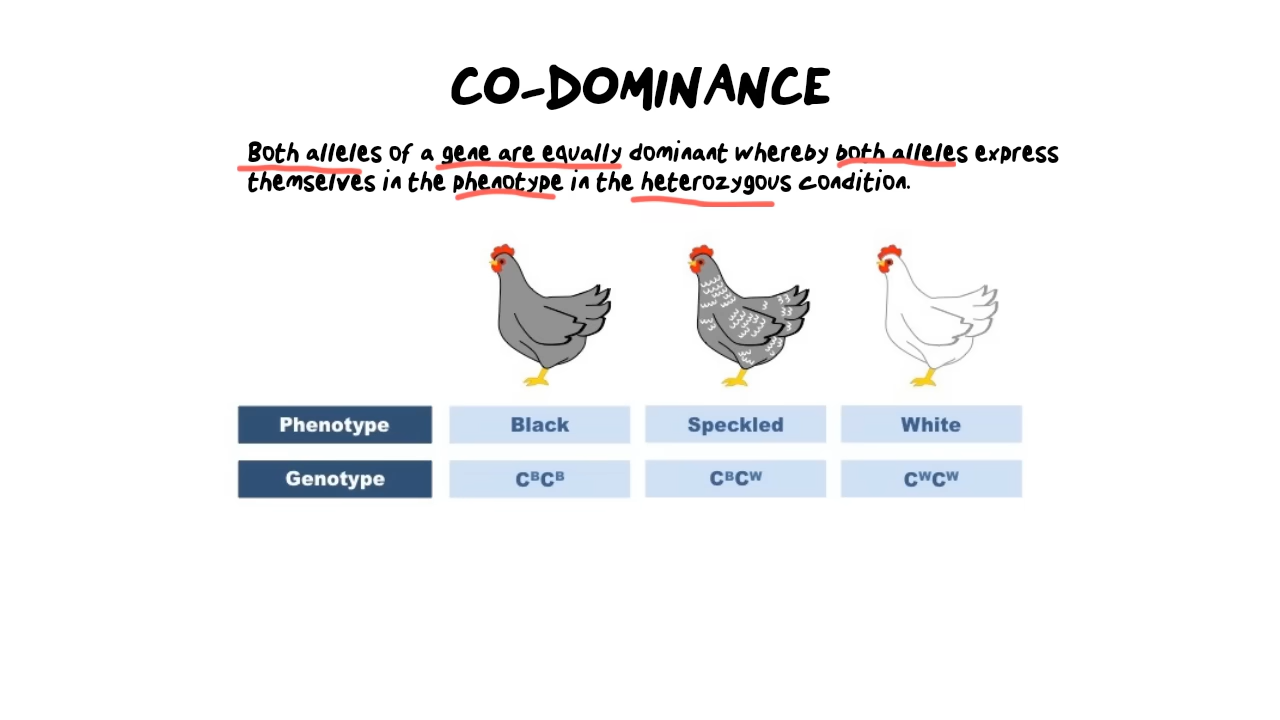 CO-DOMINANCE
Both alleles of a gene are equally dominant whereby both alleles express
themselves in the phenotype in the heterozygous condition.
Phenotype Black Speckled White
Genotype CᴮCᴮ CᴮCᵂ CᵂCᵂ